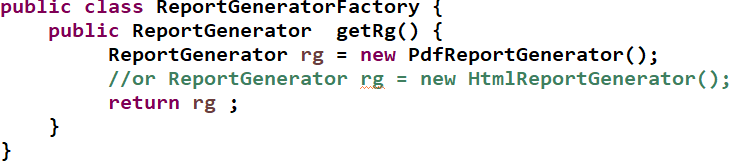 public class ReportGeneratorFactory {
public ReportGenerator  getRg() {
ReportGenerator rg = new PdfReportGenerator();
//or ReportGenerator rg = new HtmlReportGenerator();
return rg ;
}
}